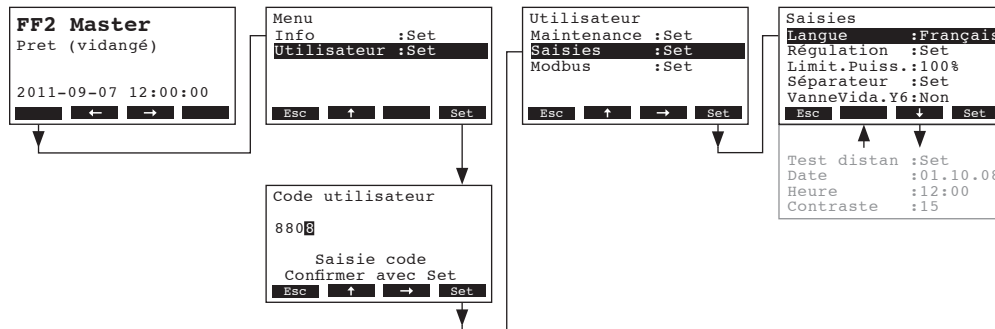 FF2 Master
Pret (vidangé)
2011-09-07 12:00:00
← →
Menu
Info :Set
Utilisateur :Set
Esc ↑ Set
Code utilisateur
8808
Saisie code
Confirmer avec Set
Esc ↑ → Set
Utilisateur
Maintenance :Set
Saisies :Set
Modbus :Set
Esc ↑ → Set
Saisies
Langue :Français
Régulation :Set
Limit.Puiss.:100%
Séparateur :Set
VanneVida.Y6:Non
Esc ↓ Set
Test distan :Set
Date :01.10.08
Heure :12:00
Contraste :15